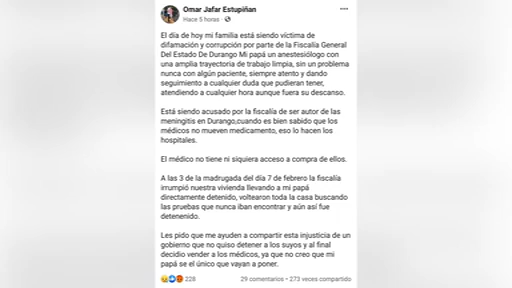 Omar Jafar Estupiñan
Hace 5 horas ·
El día de hoy mi familia está siendo víctima de
difamación y corrupción por parte de la Fiscalía General
Del Estado De Durango Mi papá un anestesiólogo con
una amplia trayectoria de trabajo limpia, sin un problema
nunca con algún paciente, siempre atento y dando
seguimiento a cualquier duda que pudieran tener,
atendiendo a cualquier hora aunque fuera su descanso.
Está siendo acusado por la fiscalía de ser autor de las
meningitis en Durango,cuando es bien sabido que los
médicos no mueven medicamento, eso lo hacen los
hospitales.
El médico no tiene ni siquiera acceso a compra de ellos.
A las 3 de la madrugada del día 7 de febrero la fiscalía
irrumpió nuestra vivienda llevando a mi papá
directamente detenido, voltearon toda la casa buscando
las pruebas que nunca iban encontrar y aún así fue
detenenido.
Les pido que me ayuden a compartir esta injusticia de un
gobierno que no quiso detener a los suyos y al final
decidio vender a los médicos, ya que no creo que mi
papá se el único que vayan a poner.
228
29 comentarios · 273 veces compartido